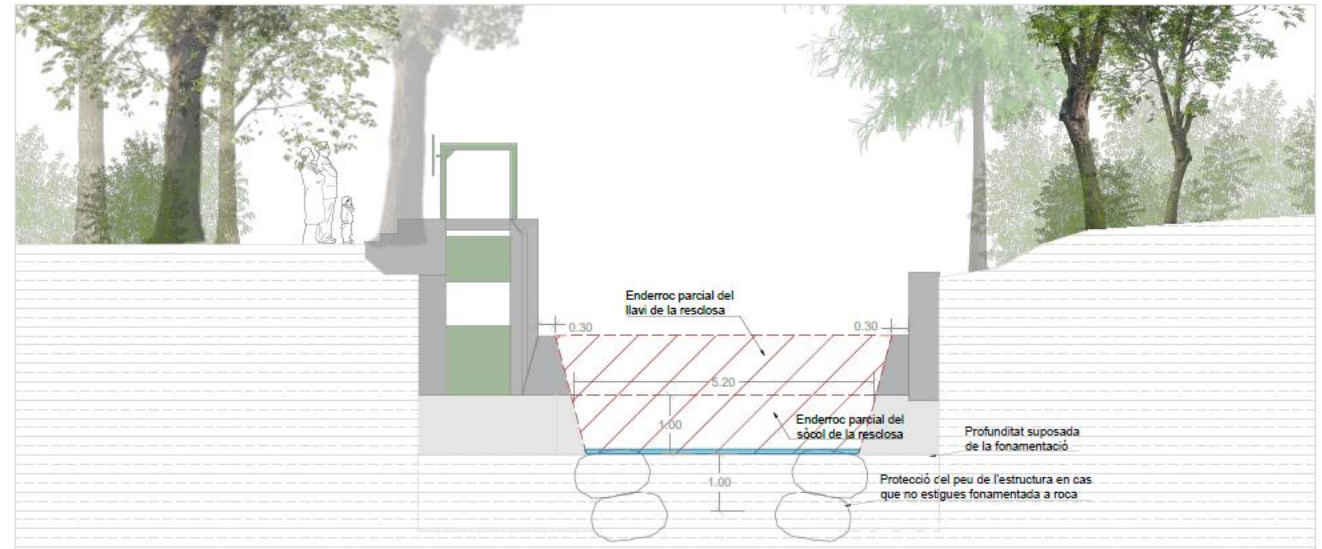 Enderroc parcial del
llavi de la resclosa
0.30
0.30
5.20
1.00
Enderroc parcial del
sòcol de la resclosa
Profunditat suposada
de la fonamentació
1.00
Protecció del peu de l'estructura en cas
que no estigues fonamentada a roca